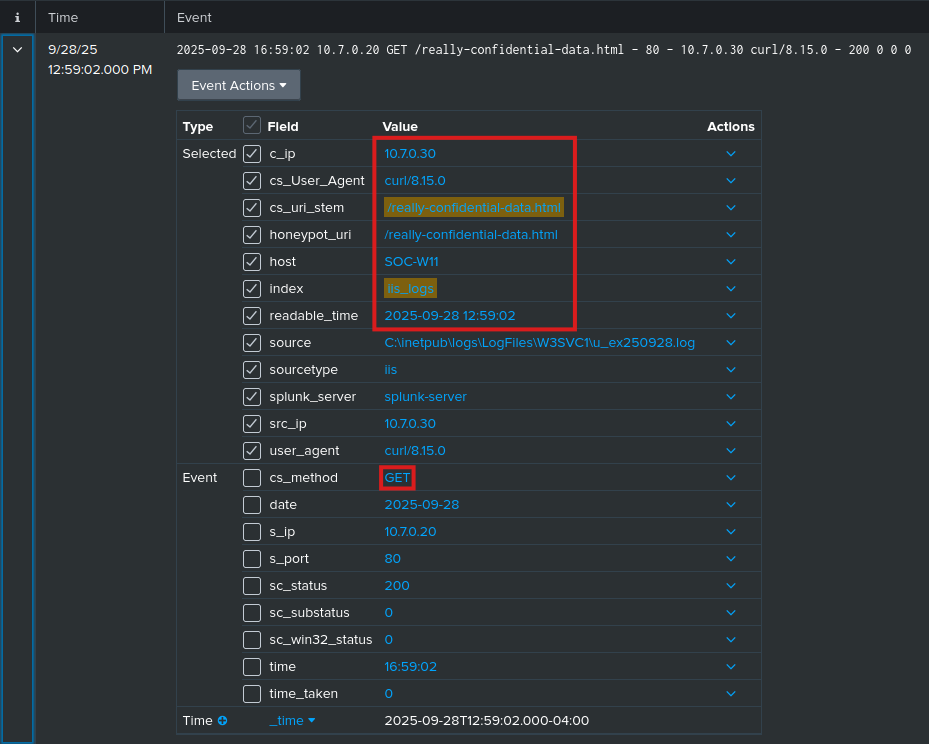 i Time Event
9/28/25 2025-09-28 16:59:02 10.7.0.20 GET /really-confidential-data.html - 80 - 10.7.0.30 curl/8.15.0 - 200 0 0 0
12:59:02.000 PM
Event Actions
Type Field Value Actions
Selected c_ip 10.7.0.30
cs_User_Agent curl/8.15.0
cs_uri_stem /really-confidential-data.html
honeypot_uri /really-confidential-data.html
host SOC-W11
index iis_logs
readable_time 2025-09-28 12:59:02
source C:\inetpub\logs\LogFiles\W3SVC1\u_ex250928.log
sourcetype iis
splunk_server splunk-server
src_ip 10.7.0.30
user_agent curl/8.15.0
Event cs_method GET
date 2025-09-28
s_ip 10.7.0.20
s_port 80
sc_status 200
sc_substatus 0
sc_win32_status 0
time 16:59:02
time_taken 0
Time _time 2025-09-28T12:59:02.000-04:00